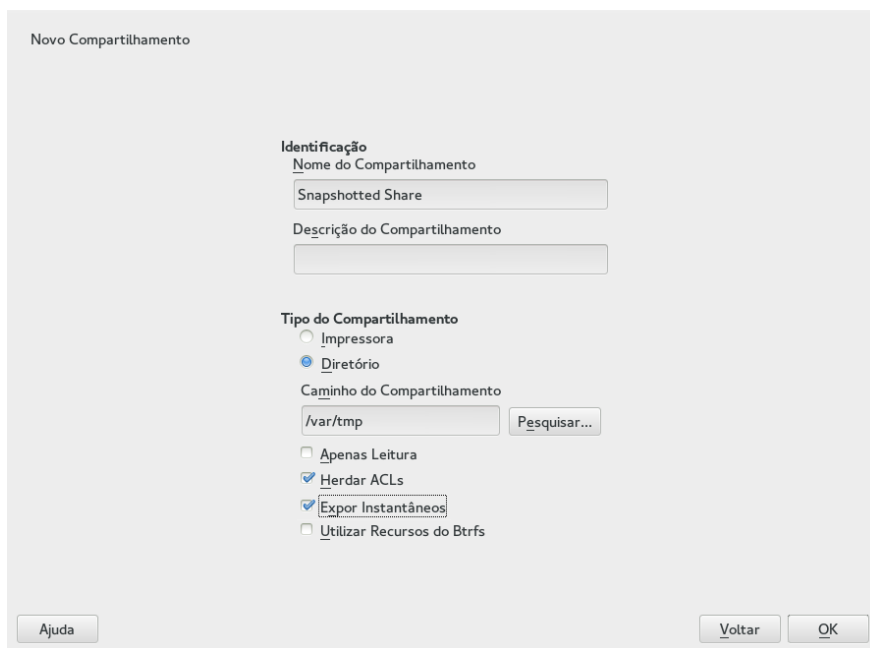 Novo Compartilhamento
Identificação
Nome do Compartilhamento
Snapshotted Share
Descrição do Compartilhamento
Tipo do Compartilhamento
Impressora
Diretório
Caminho do Compartilhamento
/var/tmp Pesquisar...
Apenas Leitura
Herdar ACLs
Expor Instantâneos
Utilizar Recursos do Btrfs
Ajuda Voltar OK